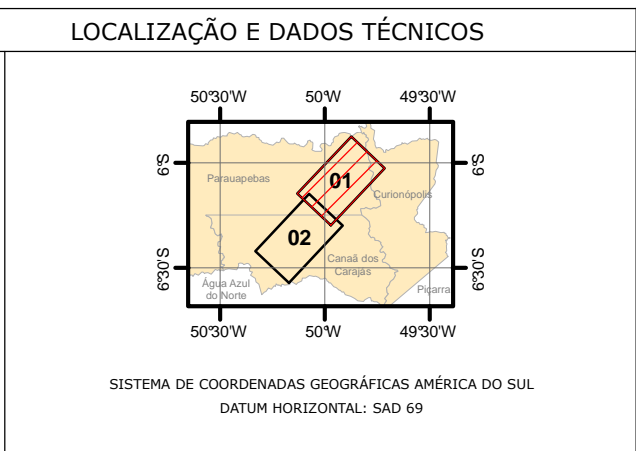 LOCALIZAÇÃO E DADOS TÉCNICOS
50°30'W 50°W 49°30'W
6°S 6°S
Parauapebas
01
Curionópolis
02
Canaã dos
Carajás
6°30'S 6°30'S
Água Azul
do Norte
Piçarra
50°30'W 50°W 49°30'W
SISTEMA DE COORDENADAS GEOGRÁFICAS AMÉRICA DO SUL
DATUM HORIZONTAL: SAD 69